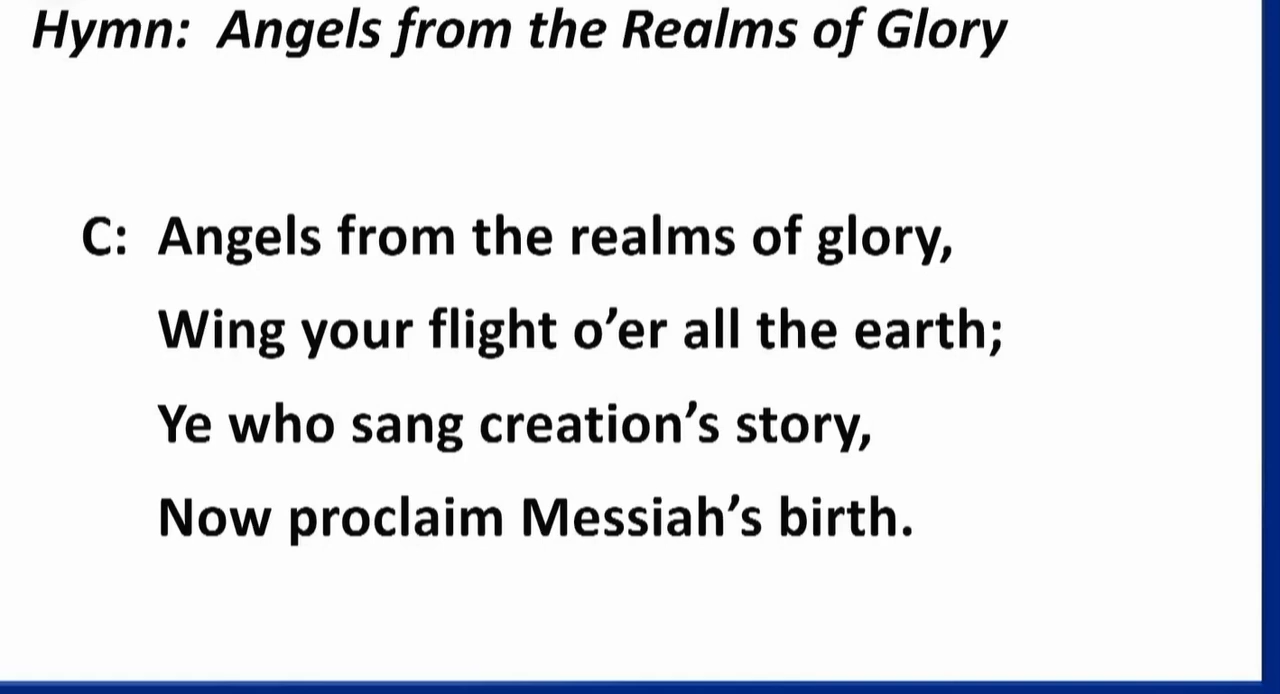 Hymn: Angels from the Realms of Glory
C: Angels from the realms of glory,
Wing your flight o’er all the earth;
Ye who sang creation’s story,
Now proclaim Messiah’s birth.